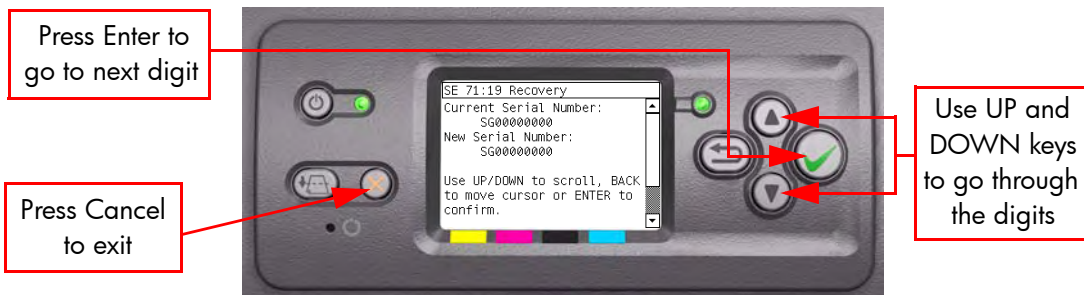 Press Enter to
go to next digit
SE 71:19 Recovery
Current Serial Number:
SG00000000
New Serial Number:
SG00000000
Use UP/DOWN to scroll, BACK
to move cursor or ENTER to
confirm.
Press Cancel
to exit
Use UP and
DOWN keys
to go through
the digits